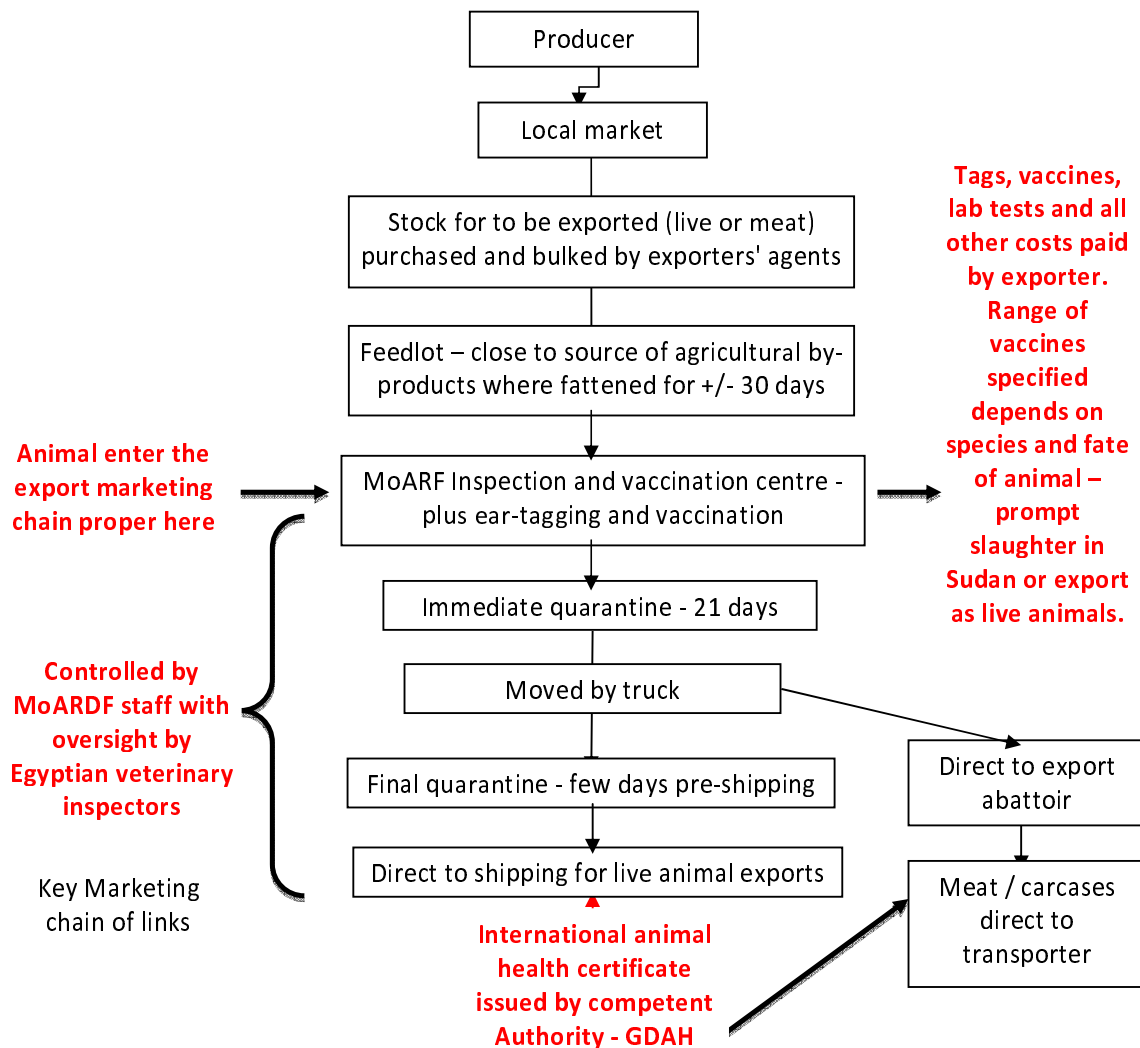 Producer
Local market
Stock for to be exported (live or meat)
purchased and bulked by exporters' agents
Feedlot – close to source of agricultural by-
products where fattened for +/- 30 days
Animal enter the
export marketing
chain proper here
MoARF Inspection and vaccination centre -
plus ear-tagging and vaccination
Tags, vaccines,
lab tests and all
other costs paid
by exporter.
Range of
vaccines
specified
depends on
species and fate
of animal –
prompt
slaughter in
Sudan or export
as live animals.
Immediate quarantine - 21 days
Moved by truck
Controlled by
MoARDF staff with
oversight by
Egyptian veterinary
inspectors
Final quarantine - few days pre-shipping
Direct to export
abattoir
Direct to shipping for live animal exports
Meat / carcases
direct to
transporter
Key Marketing
chain of links
International animal
health certificate
issued by competent
Authority - GDAH